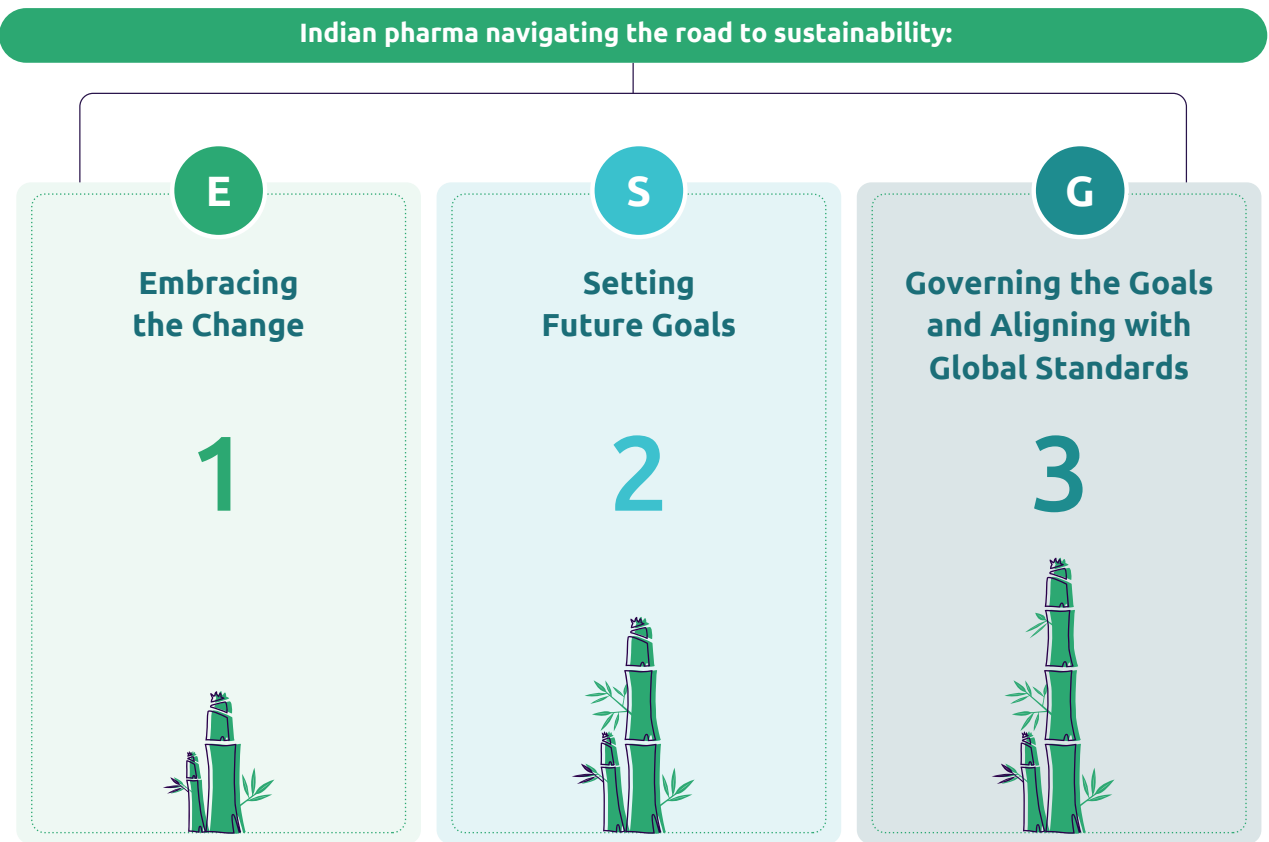 Indian pharma navigating the road to sustainability:
E
Embracing
the Change
1
S
Setting
Future Goals
2
G
Governing the Goals
and Aligning with
Global Standards
3